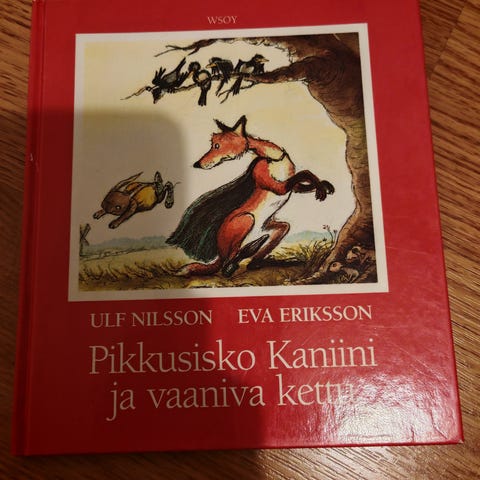 WSOY
ULF NILSSON EVA ERIKSSON
Pikkusisko Kaniini
ja vaaniva kettu